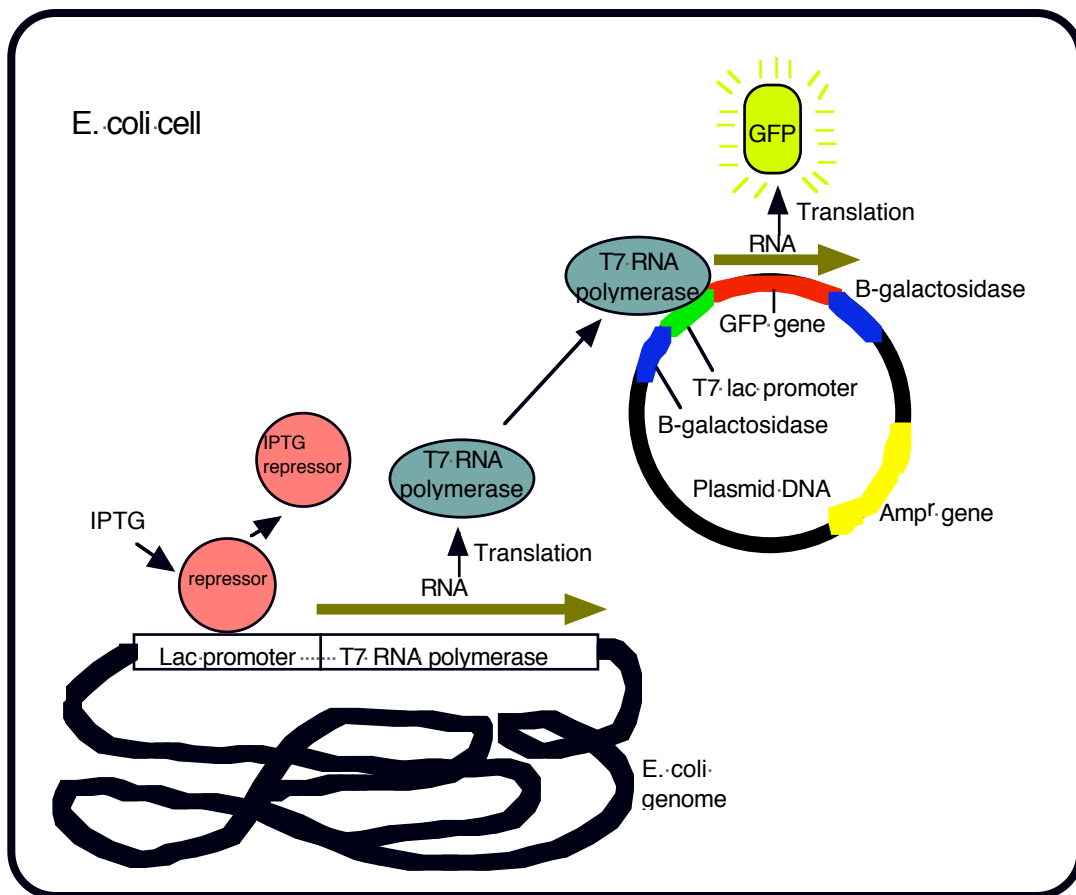 E. coli cell
GFP
Translation
RNA
T7 RNA
polymerase
B-galactosidase
GFP gene
T7 lac promoter
B-galactosidase
Plasmid DNA
Ampr gene
IPTG
repressor
T7 RNA
polymerase
IPTG
repressor
Translation
RNA
Lac promoter ...... T7 RNA polymerase
E. coli
genome